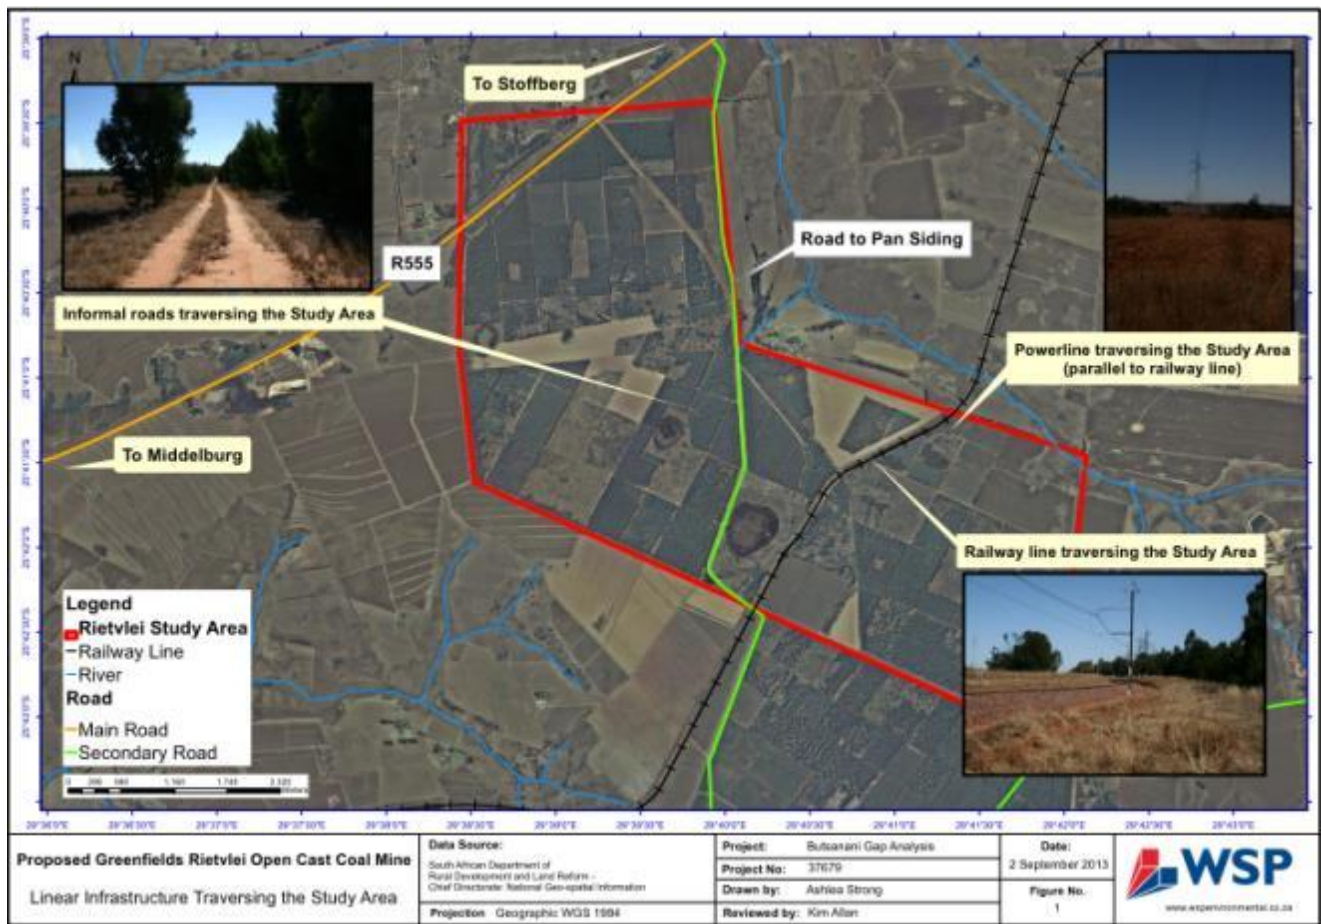 N
To Stoffberg
Road to Pan Siding
R555
Informal roads traversing the Study Area
Powerline traversing the Study Area
(parallel to railway line)
To Middelburg
Railway line traversing the Study Area
Legend
Rietvlei Study Area
Railway Line
River
Road
Main Road
Secondary Road
Proposed Greenfields Rietvlei Open Cast Coal Mine
Linear Infrastructure Traversing the Study Area
Data Source:
South African Department of
Rural Development and Land Reform -
Chief Directorate: National Geo-spatial Information
Projection Geographic WGS 1984
Project: Butsanani Gap Analysis
Project No: 37679
Drawn by: Ashlea Strong
Reviewed by: Kim Allan
Date:
2 September 2013
Figure No.
1
WSP
www.wspenvironmental.co.za